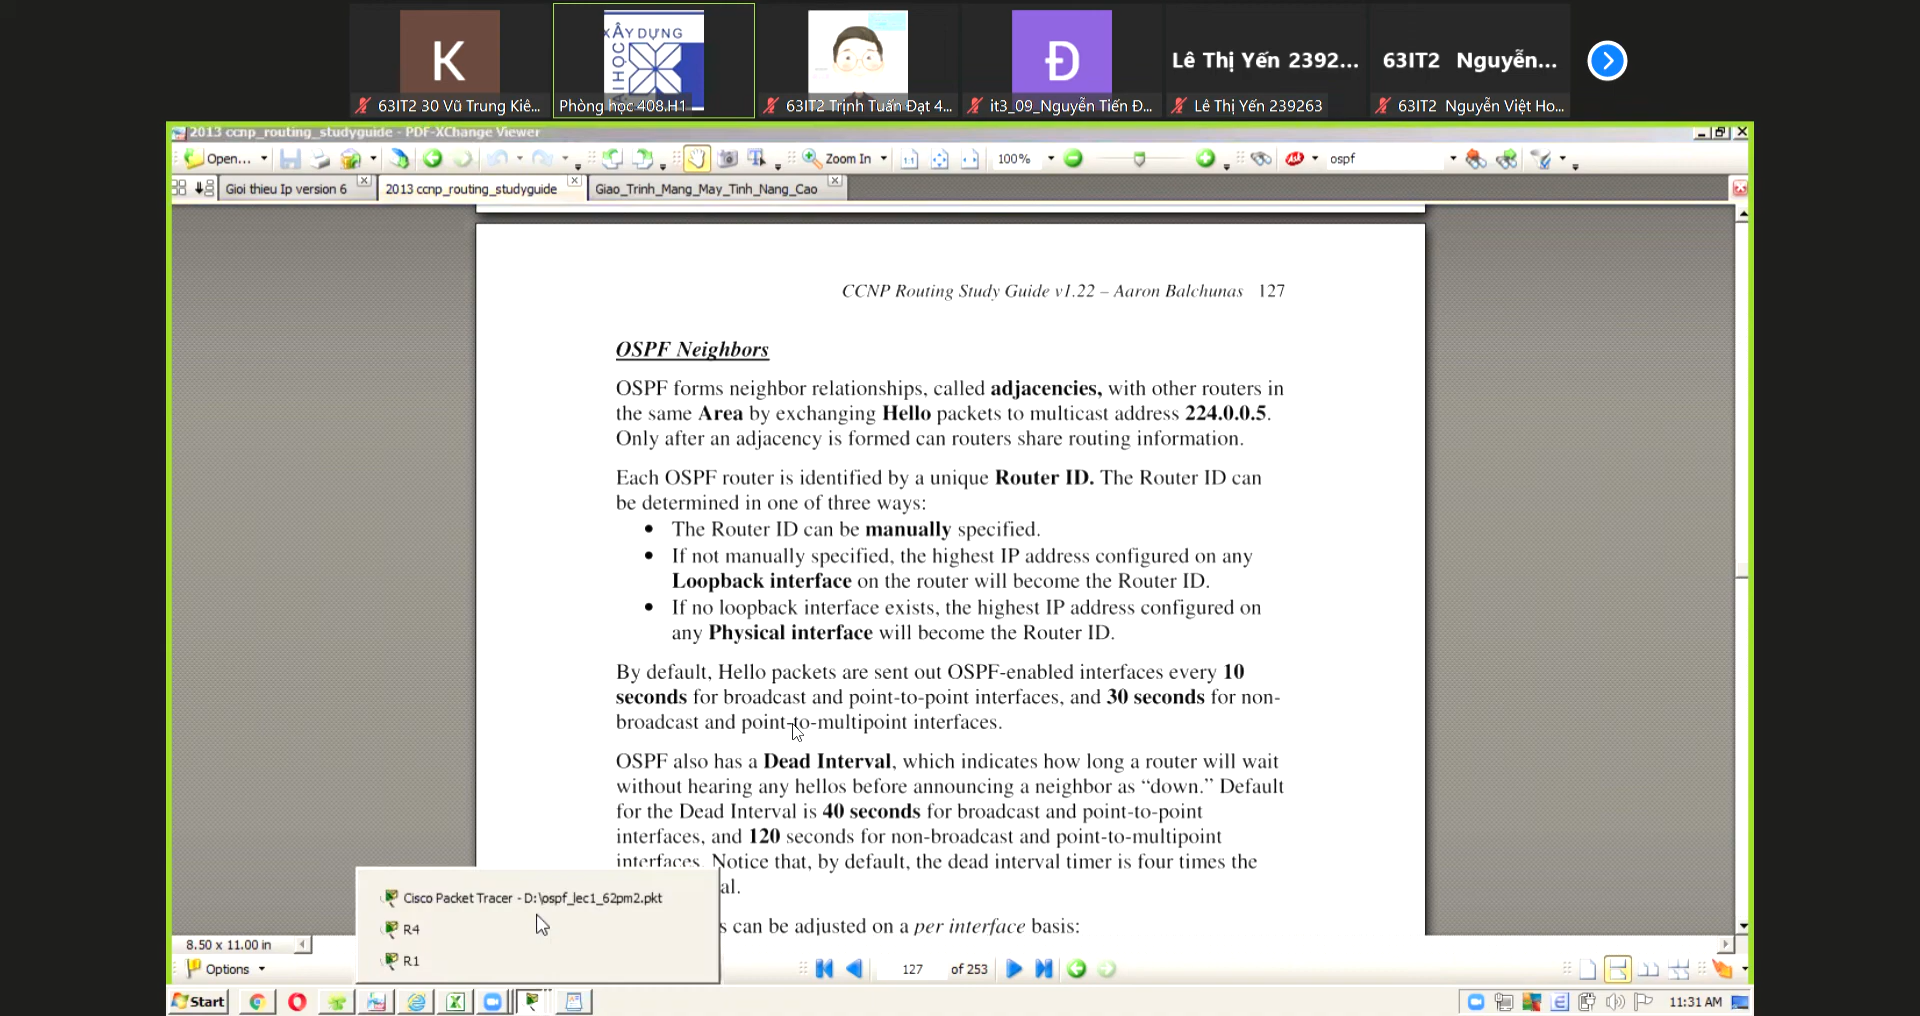 K
XÂY DỰNG
Đ
Lê Thị Yến 2392...
63IT2 Nguyễn...
63IT2 30 Vũ Trung Kiê...
Phòng học 408.H1
63IT2 Trịnh Tuấn Đạt 4...
it3_09_Nguyễn Tiến Đ...
Lê Thị Yến 239263
63IT2 Nguyễn Việt Ho...
2013 ccnp_routing_studyguide - PDF-XChange Viewer
Open...
Zoom In
100%
ospf
Gioi thieu Ip version 6
2013 ccnp_routing_studyguide
Giao_Trinh_Mang_May_Tinh_Nang_Cao
CCNP Routing Study Guide v1.22 – Aaron Balchunas 127
OSPF Neighbors
OSPF forms neighbor relationships, called adjacencies, with other routers in
the same Area by exchanging Hello packets to multicast address 224.0.0.5.
Only after an adjacency is formed can routers share routing information.
Each OSPF router is identified by a unique Router ID. The Router ID can
be determined in one of three ways:
• The Router ID can be manually specified.
• If not manually specified, the highest IP address configured on any
Loopback interface on the router will become the Router ID.
• If no loopback interface exists, the highest IP address configured on
any Physical interface will become the Router ID.
By default, Hello packets are sent out OSPF-enabled interfaces every 10
seconds for broadcast and point-to-point interfaces, and 30 seconds for non-
broadcast and point-to-multipoint interfaces.
OSPF also has a Dead Interval, which indicates how long a router will wait
without hearing any hellos before announcing a neighbor as “down.” Default
for the Dead Interval is 40 seconds for broadcast and point-to-point
interfaces, and 120 seconds for non-broadcast and point-to-multipoint
interfaces. Notice that, by default, the dead interval timer is four times the
al.
s can be adjusted on a per interface basis:
Cisco Packet Tracer - D:\ospf_lec1_62pm2.pkt
R4
R1
8.50 x 11.00 in
Options
127
of 253
Start
11:31 AM